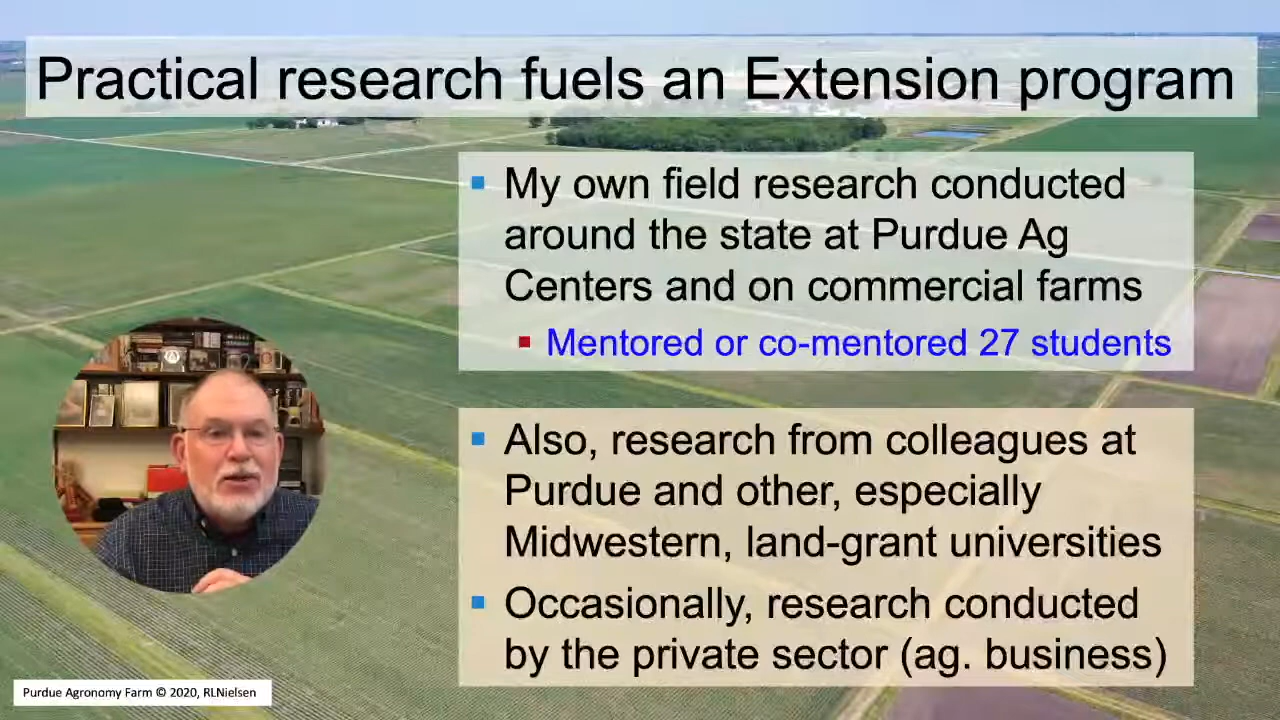 Practical research fuels an Extension program
My own field research conducted
around the state at Purdue Ag
Centers and on commercial farms
Mentored or co-mentored 27 students
Also, research from colleagues at
Purdue and other, especially
Midwestern, land-grant universities
Occasionally, research conducted
by the private sector (ag. business)
Purdue Agronomy Farm © 2020, RLNielsen